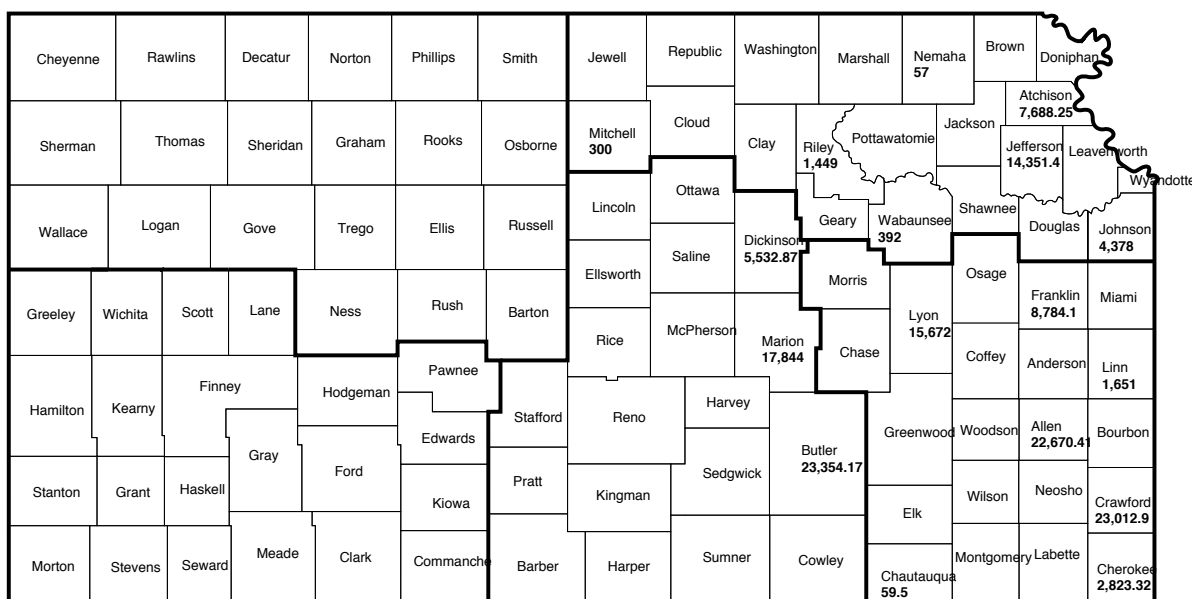 Cheyenne
Rawlins
Decatur
Norton
Phillips
Smith
Jewell
Republic
Washington
Marshall
Nemaha
57
Brown
Doniphan
Sherman
Thomas
Sheridan
Graham
Rooks
Osborne
Mitchell
300
Cloud
Clay
Riley
1,449
Pottawatomie
Jackson
Atchison
7,688.25
Jefferson
14,351.4
Leavenworth
Wyandotte
Wallace
Logan
Gove
Trego
Ellis
Russell
Lincoln
Ottawa
Dickinson
5,532.87
Geary
Wabaunsee
392
Shawnee
Douglas
Johnson
4,378
Greeley
Wichita
Scott
Lane
Ness
Rush
Barton
Ellsworth
Saline
Morris
Lyon
15,672
Osage
Franklin
8,784.1
Miami
Rice
McPherson
Marion
17,844
Chase
Coffey
Anderson
Linn
1,651
Hamilton
Kearny
Finney
Hodgeman
Pawnee
Edwards
Stafford
Reno
Harvey
Butler
23,354.17
Greenwood
Woodson
Allen
22,670.41
Bourbon
Gray
Ford
Stanton
Grant
Haskell
Kiowa
Pratt
Kingman
Sedgwick
Elk
Wilson
Neosho
Crawford
23,012.9
Morton
Stevens
Seward
Meade
Clark
Commanche
Barber
Harper
Sumner
Cowley
Chautauqua
59.5
Montgomery
Labette
Cherokee
2,823.32